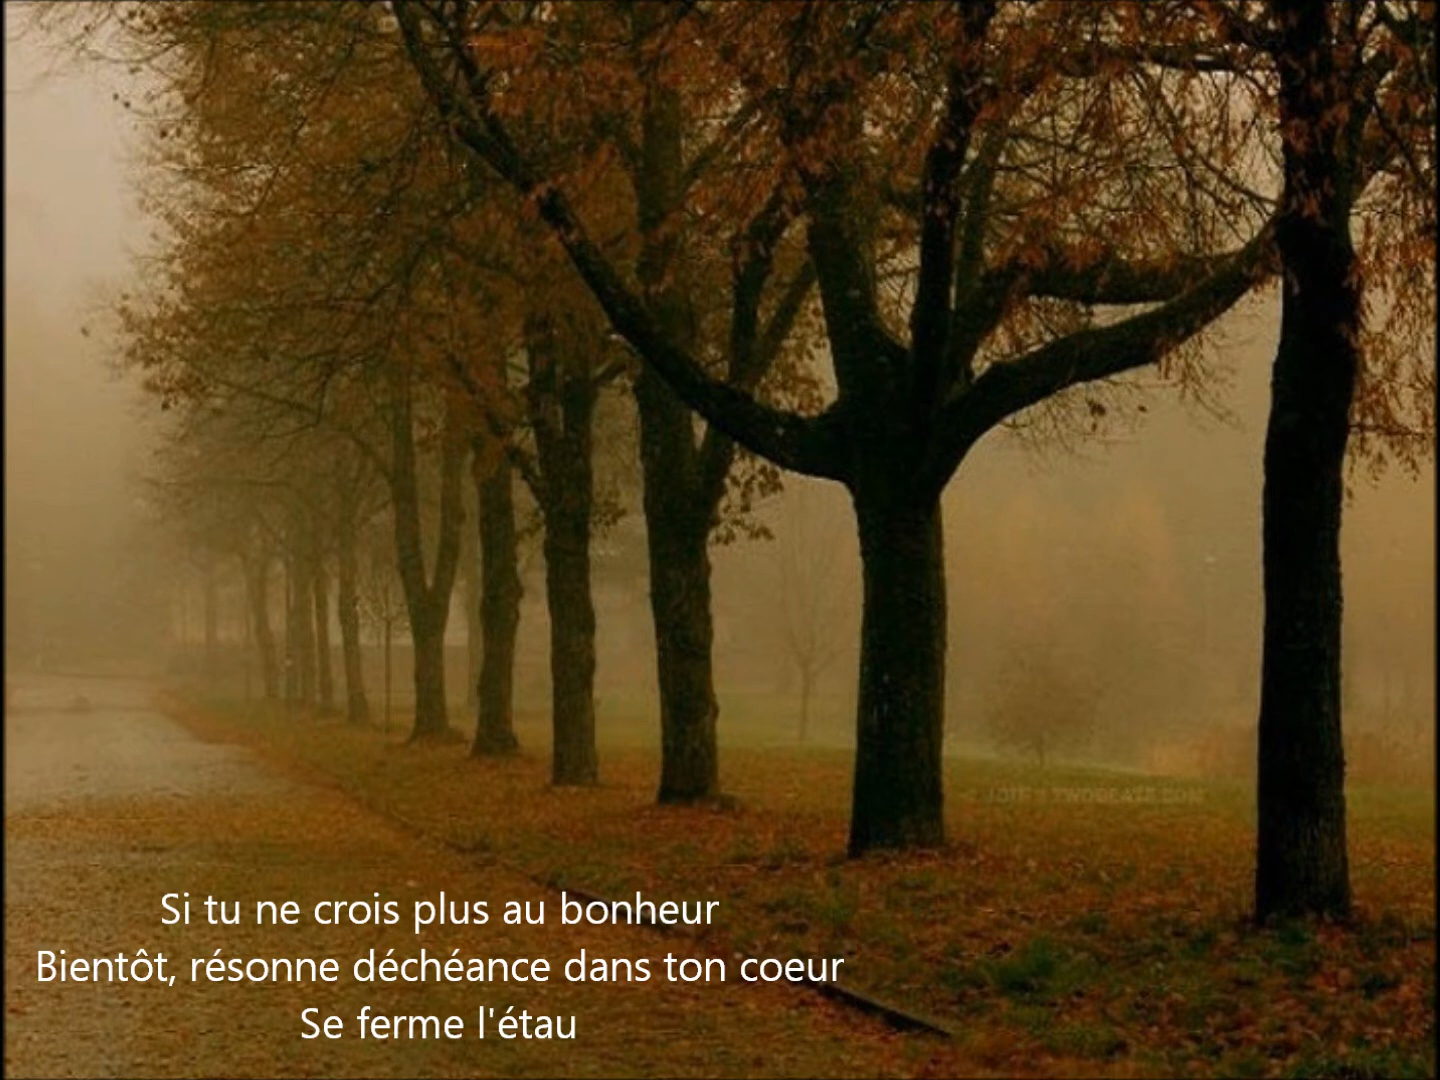 Si tu ne crois plus au bonheur
Bientôt, résonne déchéance dans ton coeur
Se ferme l'étau